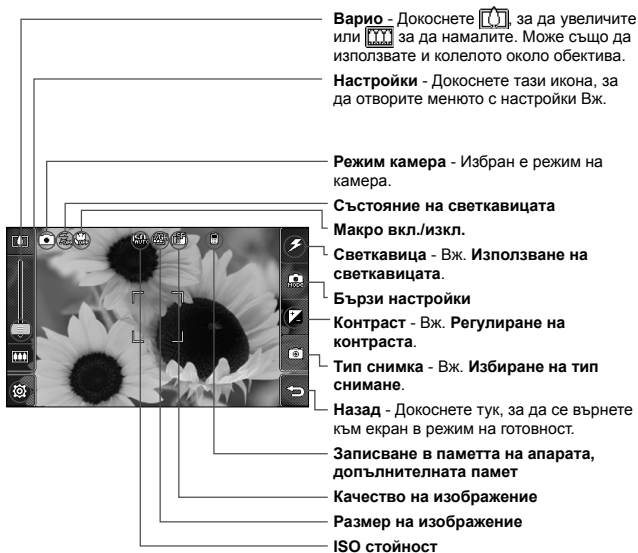 Варио - Докоснете , за да увеличите
или за да намалите. Може също да
използвате и колелото около обектива.
Настройки - Докоснете тази икона, за
да отворите менюто с настройки Вж.
Режим камера - Избран е режим на
камера.
Състояние на светкавицата
Макро вкл./изкл.
Светкавица - Вж. Използване на
светкавицата.
Бързи настройки
Контраст - Вж. Регулиране на
контраста.
Тип снимка - Вж. Избиране на тип
снимане.
Назад - Докоснете тук, за да се върнете
към екран в режим на готовност.
Записване в паметта на апарата,
допълнителната памет
Качество на изображение
Размер на изображение
ISO стойност
ISO
AUTO
MODE